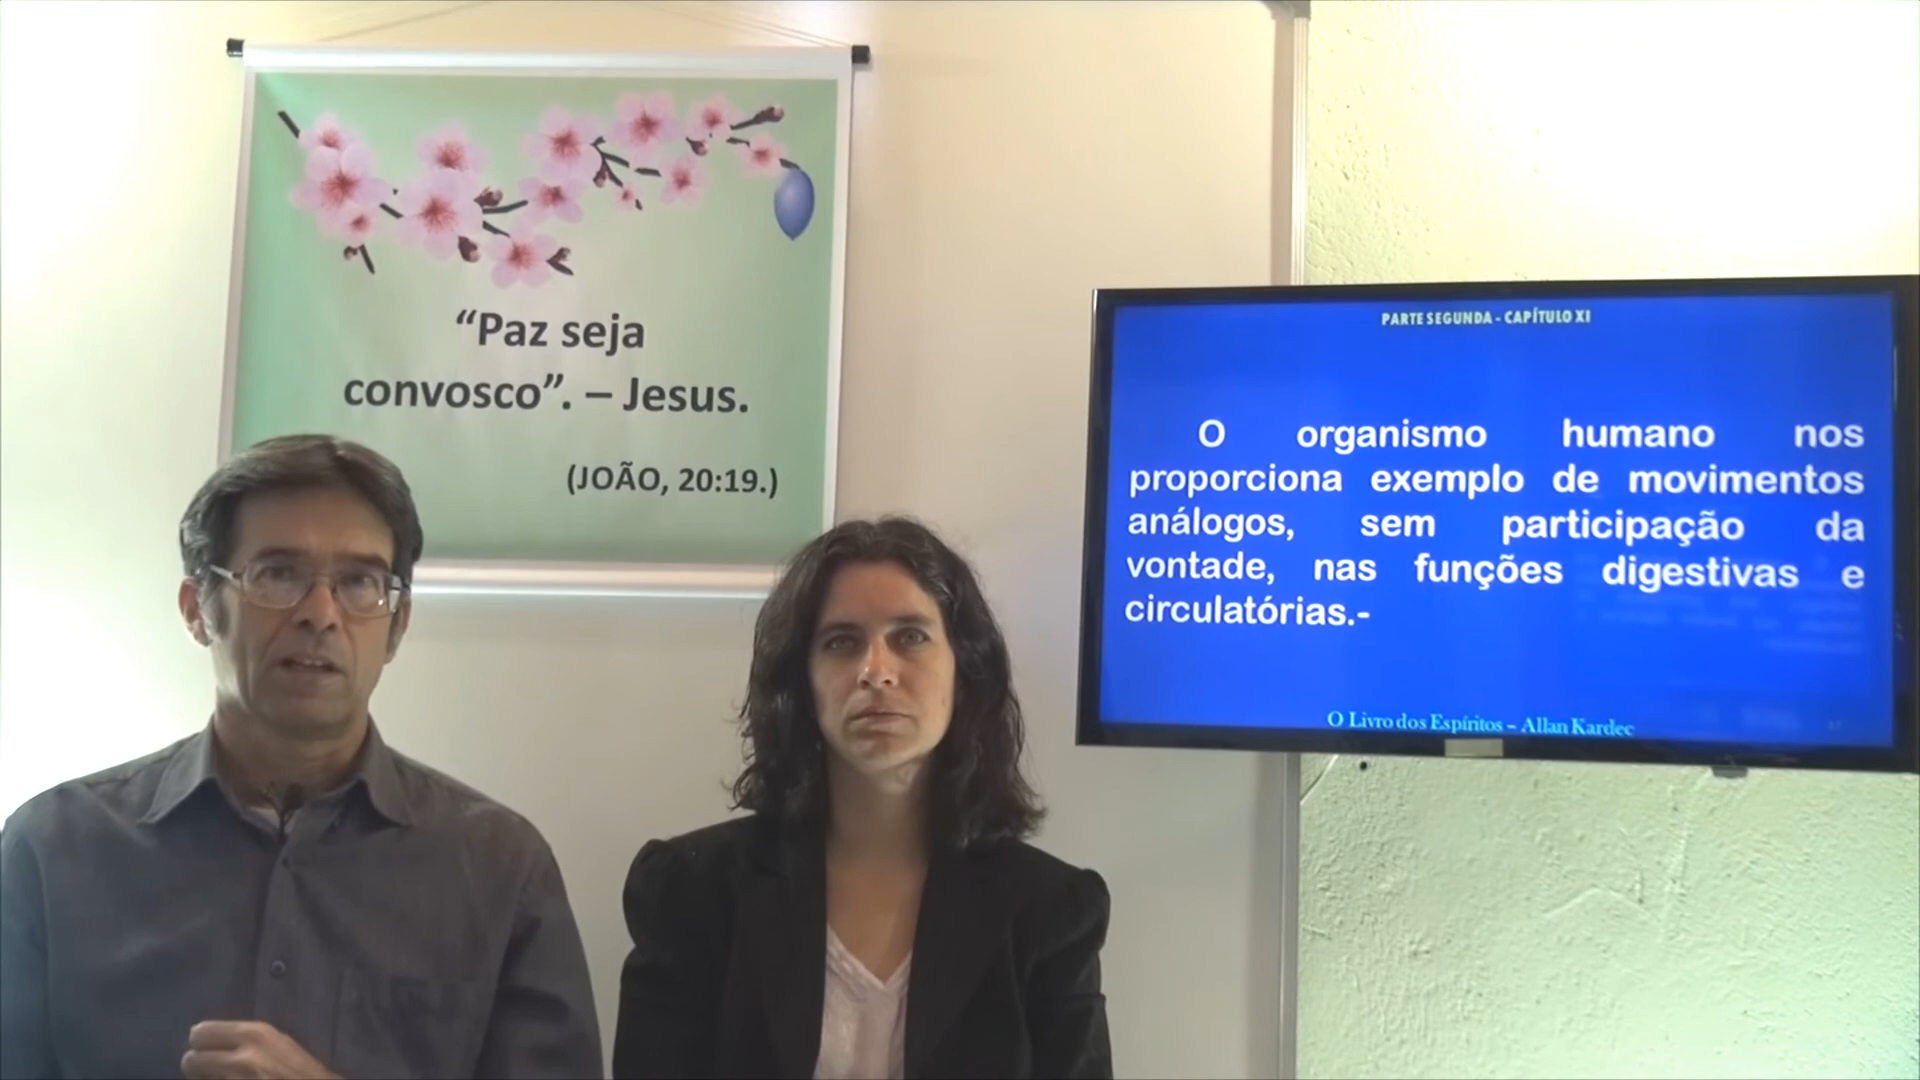 “Paz seja
convosco”. – Jesus.
(JOÃO, 20:19.)
PARTE SEGUNDA - CAPÍTULO XI
O organismo humano nos
proporciona exemplo de movimentos
análogos, sem participação da
vontade, nas funções digestivas e
circulatórias.-
O Livro dos Espíritos – Allan Kardec